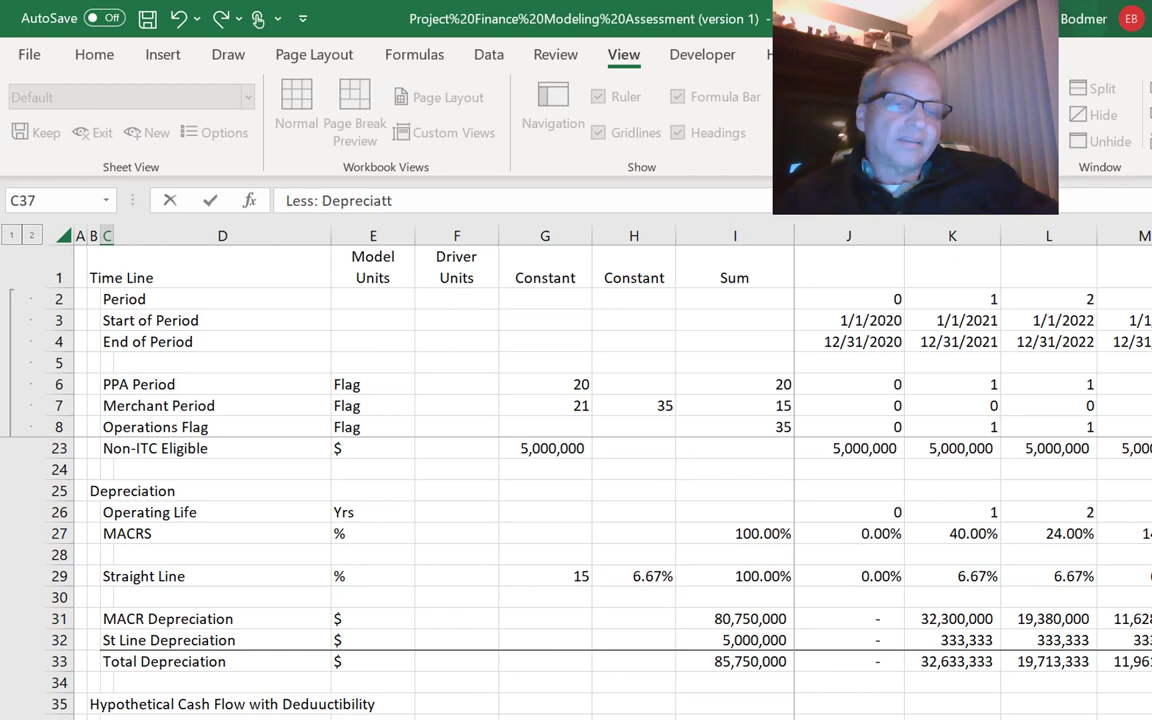 AutoSave Off Project%20Finance%20Modeling%20Assessment (version 1) - Bodmer EB
File Home Insert Draw Page Layout Formulas Data Review View Developer
Default Page Layout Ruler Formula Bar Split
Keep Exit New Options Normal Page Break Preview Custom Views Navigation Gridlines Headings Hide
Unhide
Sheet View Workbook Views Show Window
C37 fx Less: Depreciatt
1 2 A B C D E F G H I J K L M
Model Driver
1 Time Line Units Units Constant Constant Sum
2 Period 0 1 2
3 Start of Period 1/1/2020 1/1/2021 1/1/2022 1/1
4 End of Period 12/31/2020 12/31/2021 12/31/2022 12/31
5
6 PPA Period Flag 20 20 0 1 1
7 Merchant Period Flag 21 35 15 0 0 0
8 Operations Flag Flag 35 0 1 1
23 Non-ITC Eligible $ 5,000,000 5,000,000 5,000,000 5,000,000 5,00
24
25 Depreciation
26 Operating Life Yrs 0 1 2
27 MACRS % 100.00% 0.00% 40.00% 24.00% 14
28
29 Straight Line % 15 6.67% 100.00% 0.00% 6.67% 6.67%
30
31 MACR Depreciation $ 80,750,000 - 32,300,000 19,380,000 11,628
32 St Line Depreciation $ 5,000,000 - 333,333 333,333 333
33 Total Depreciation $ 85,750,000 - 32,633,333 19,713,333 11,961
34
35 Hypothetical Cash Flow with Deduuctibility